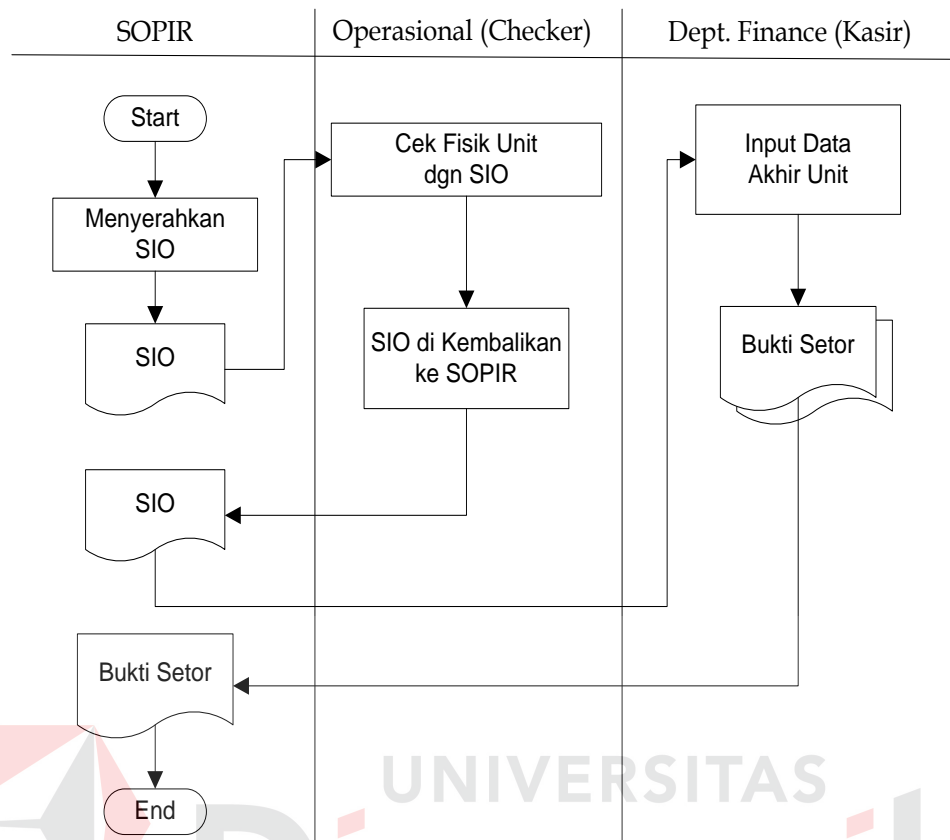 SOPIR
Operasional (Checker)
Dept. Finance (Kasir)
Start
Menyerahkan
SIO
SIO
Cek Fisik Unit
dgn SIO
SIO di Kembalikan
ke SOPIR
SIO
Input Data
Akhir Unit
Bukti Setor
Bukti Setor
End
UNIVERSITAS